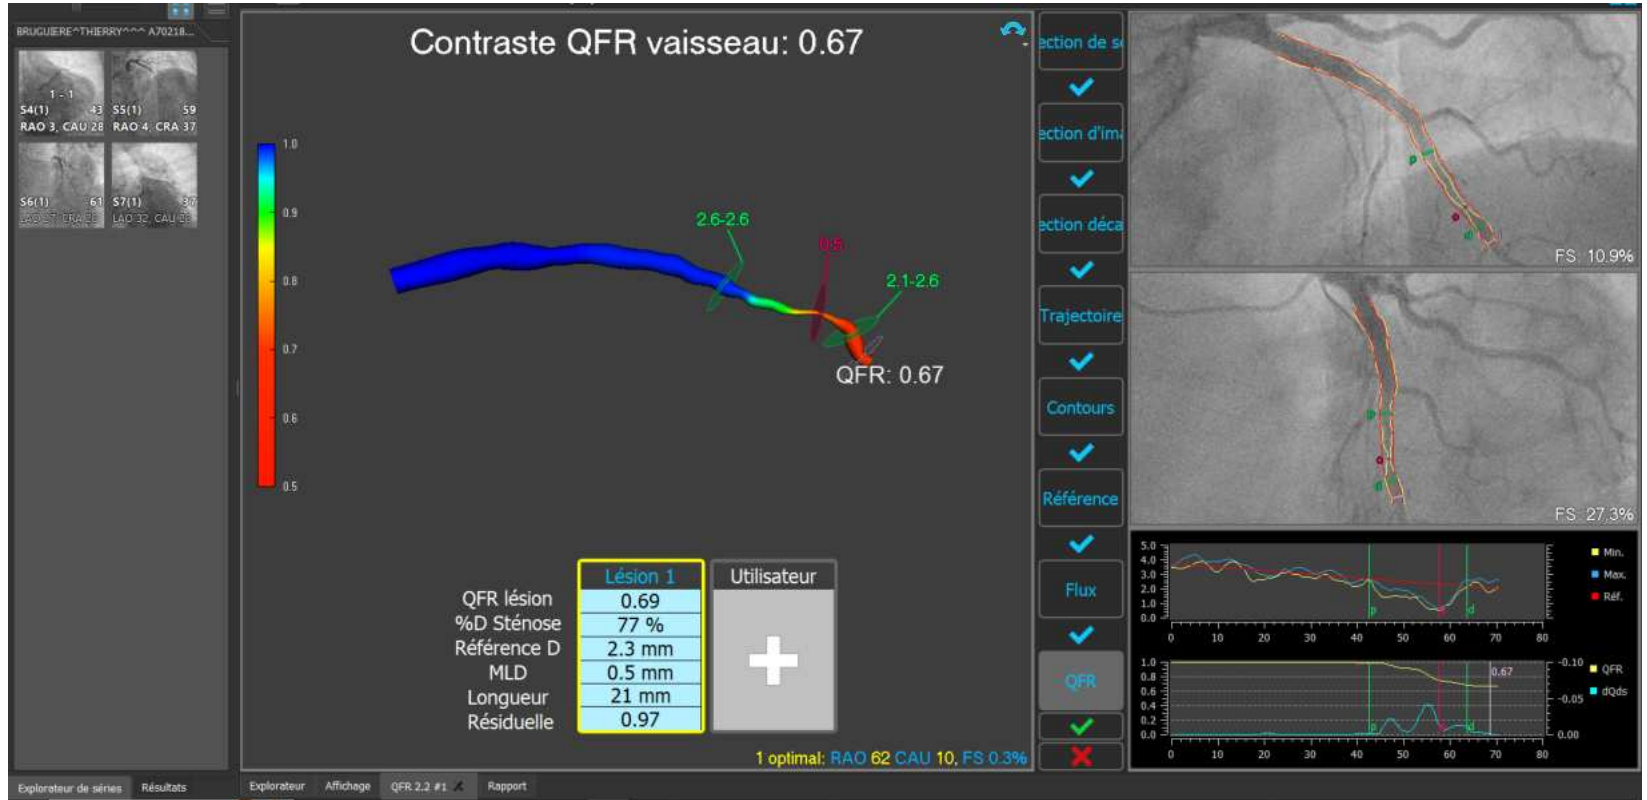 BRUGUIERE^THIERRY^^^ A70218...
1 - 1
S4(1) 43
RAO 3, CAU 28
S5(1) 59
RAO 4, CRA 37
S6(1) 61
S7(1) 37
LAO 32, CAU
Explorateur de séries
Résultats
Contraste QFR vaisseau: 0.67
1.0
0.9
0.8
0.7
0.6
0.5
2.6-2.6
0.5
2.1-2.6
QFR: 0.67
Lésion 1
Utilisateur
QFR lésion 0.69
%D Sténose 77 %
Référence D 2.3 mm
MLD 0.5 mm
Longueur 21 mm
Résiduelle 0.97
1 optimal: RAO 62 CAU 10, FS 0.3%
Explorateur
Affichage
QFR 2.2 #1
Rapport
ection de s
ection d'ima
ection déca
Trajectoire
Contours
Référence
Flux
QFR
p
o
d
FS: 10.9%
p
o
d
FS: 27.3%
5.0
4.0
3.0
2.0
1.0
0.0
p
d
0 10 20 30 40 50 60 70 80
Min.
Max.
Réf.
1.0
0.8
0.6
0.4
0.2
0.0
p
d
0.67
0 10 20 30 40 50 60 70 80
-0.10
-0.05
0.00
QFR
dQds